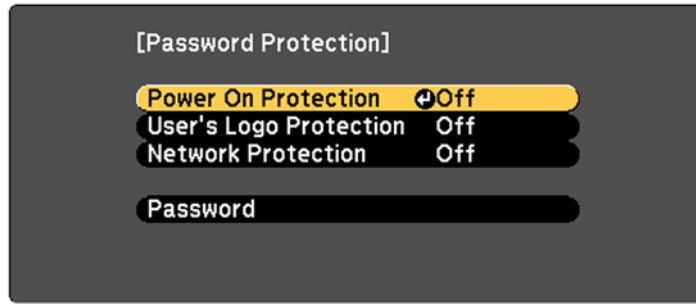 [Password Protection]
Power On Protection Off
User's Logo Protection Off
Network Protection Off
Password